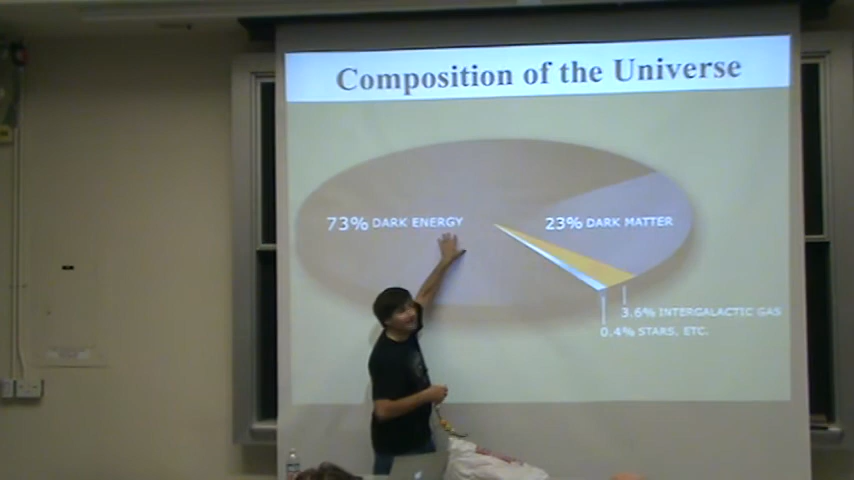 Composition of the Universe
73% DARK ENERGY
23% DARK MATTER
3.6% INTERGALACTIC GAS
0.4% STARS, ETC.